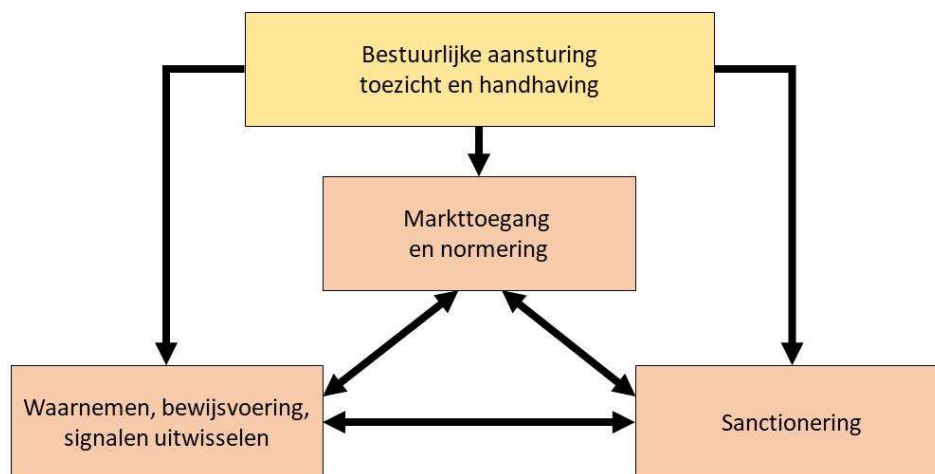 Bestuurlijke aansturing
toezicht en handhaving
Markttoegang
en normering
Waarnemen, bewijsvoering,
signalen uitwisselen
Sanctionering